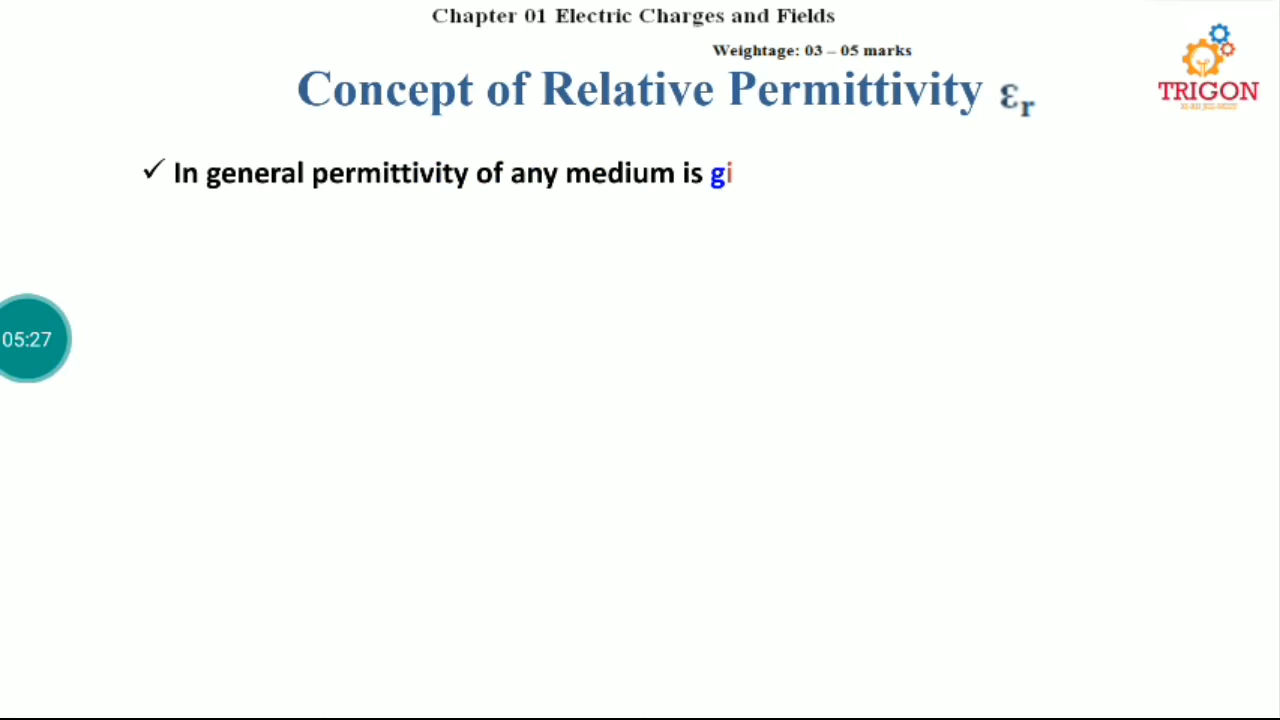 Chapter 01 Electric Charges and Fields
Weightage: 03 – 05 marks
Concept of Relative Permittivity εr
TRIGON
✓ In general permittivity of any medium is gi
05:27